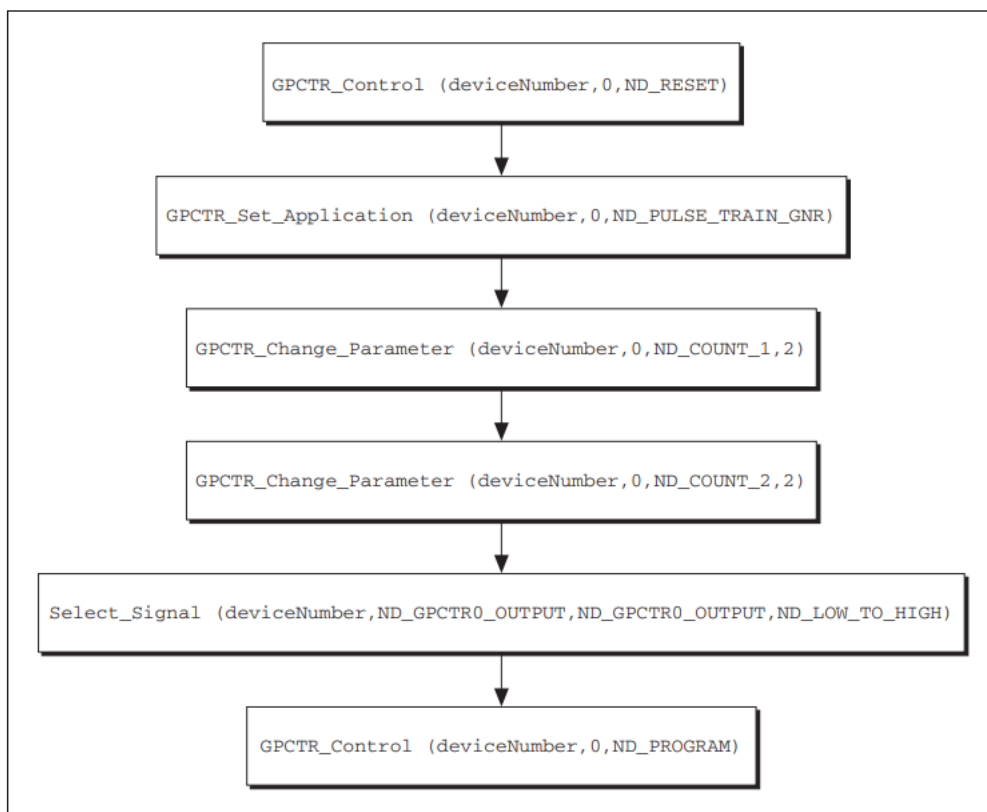 GPCTR_Control (deviceNumber,0,ND_RESET)
GPCTR_Set_Application (deviceNumber,0,ND_PULSE_TRAIN_GNR)
GPCTR_Change_Parameter (deviceNumber,0,ND_COUNT_1,2)
GPCTR_Change_Parameter (deviceNumber,0,ND_COUNT_2,2)
Select_Signal (deviceNumber,ND_GPCTR0_OUTPUT,ND_GPCTR0_OUTPUT,ND_LOW_TO_HIGH)
GPCTR_Control (deviceNumber,0,ND_PROGRAM)